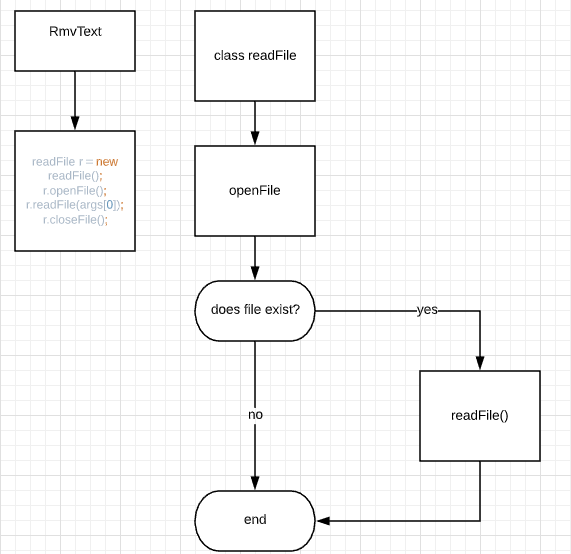 RmvText
class readFile
readFile r = new
readFile();
r.openFile();
r.readFile(args[0]);
r.closeFile();
openFile
does file exist?
yes
readFile()
no
end